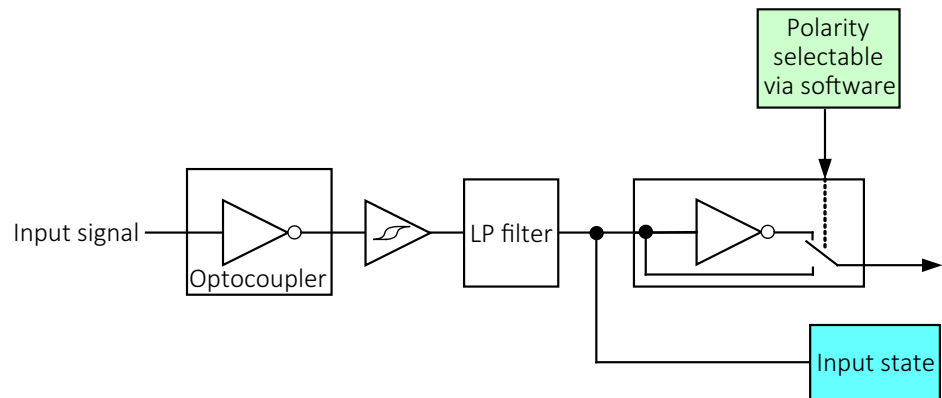 Polarity
selectable
via software
Input signal
Optocoupler
LP filter
Input state